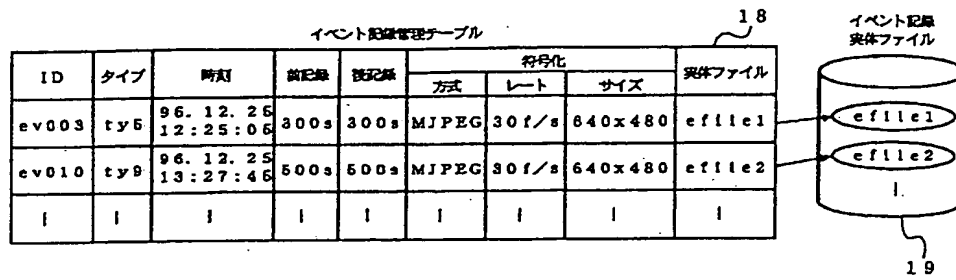 18
イベント記録管理テーブル
イベント記録
実体ファイル
ID タイプ 時刻 前記録 後記録 符号化 実体ファイル
方式 レート サイズ
ev003 ty5 96.12.25 12:25:05 300s 300s MJPEG 30f/s 640x480 efile1
ev010 ty9 96.12.25 13:27:45 500s 500s MJPEG 30f/s 640x480 efile2
efile1
efile2
19